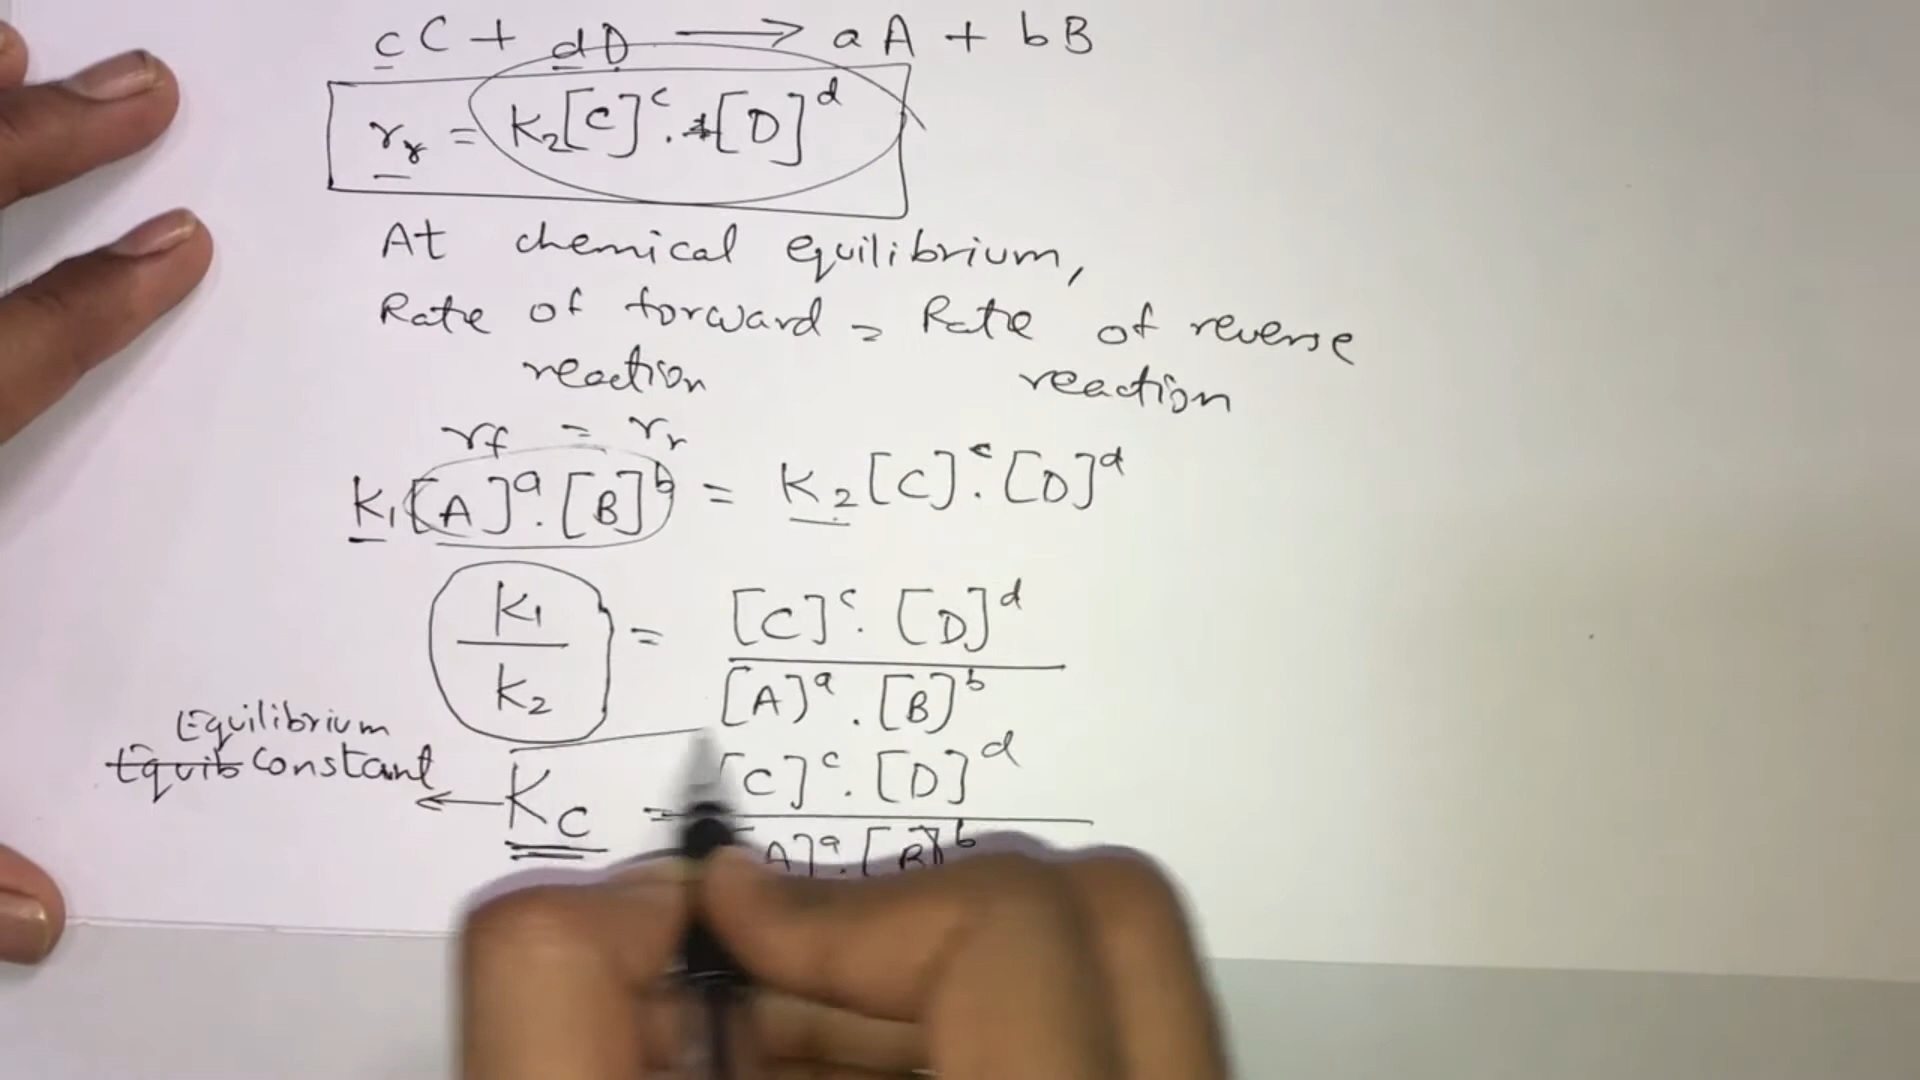 cC + dD ⟶ aA + bB
r_r = K₂[C]^c . [D]^d
At chemical equilibrium,
Rate of forward = Rate of reverse
reaction reaction
r_f = r_r
K₁[A]^a . [B]^b = K₂[C]^c . [D]^d
K₁/K₂ = [C]^c . [D]^d / [A]^a . [B]^b
Equilibrium
Equib Constant ← K_C = [C]^c . [D]^d / [A]^a . [B]^b